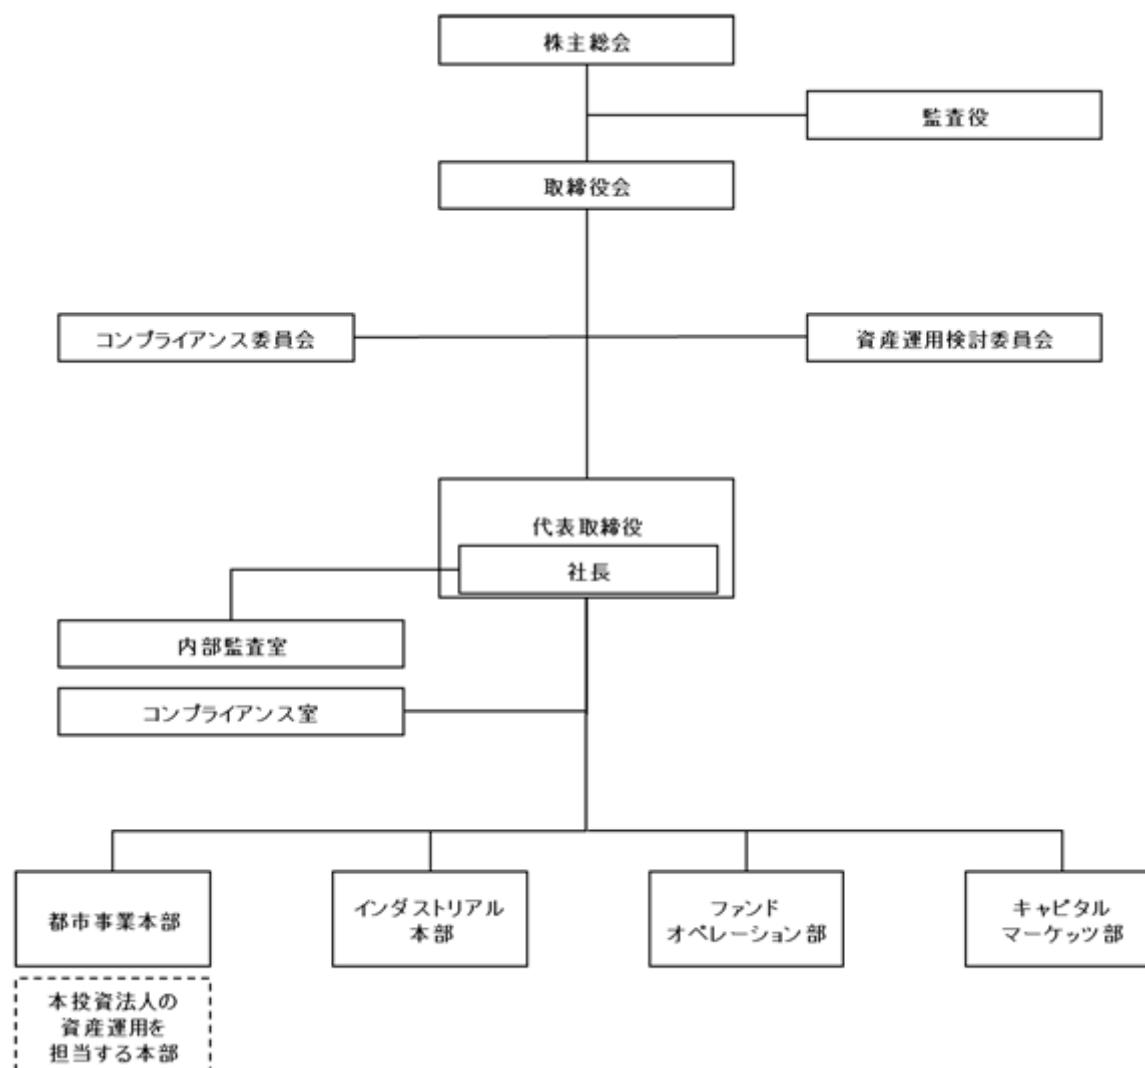 株主総会
監査役
取締役会
コンプライアンス委員会
資産運用検討委員会
代表取締役
社長
内部監査室
コンプライアンス室
都市事業本部
インダストリアル
本部
ファンド
オペレーション部
キャピタル
マーケッツ部
本投資法人の
資産運用を
担当する本部